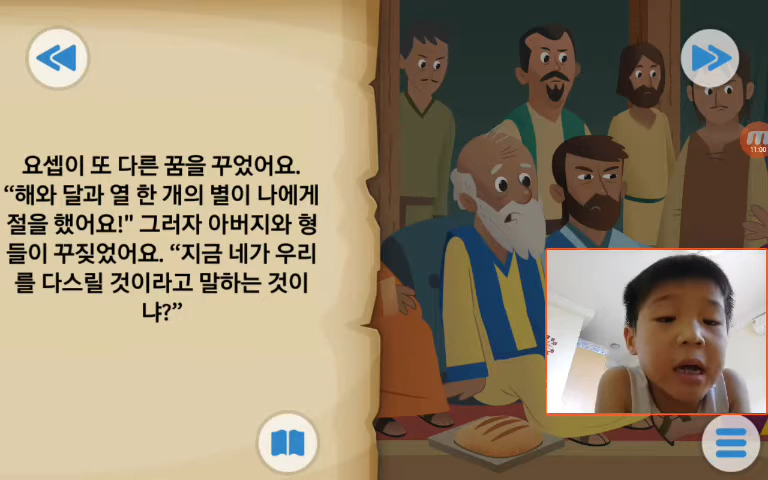 요셉이 또 다른 꿈을 꾸었어요.
“해와 달과 열 한 개의 별이 나에게
절을 했어요!" 그러자 아버지와 형
들이 꾸짖었어요. “지금 네가 우리
를 다스릴 것이라고 말하는 것이
냐?”
11:00